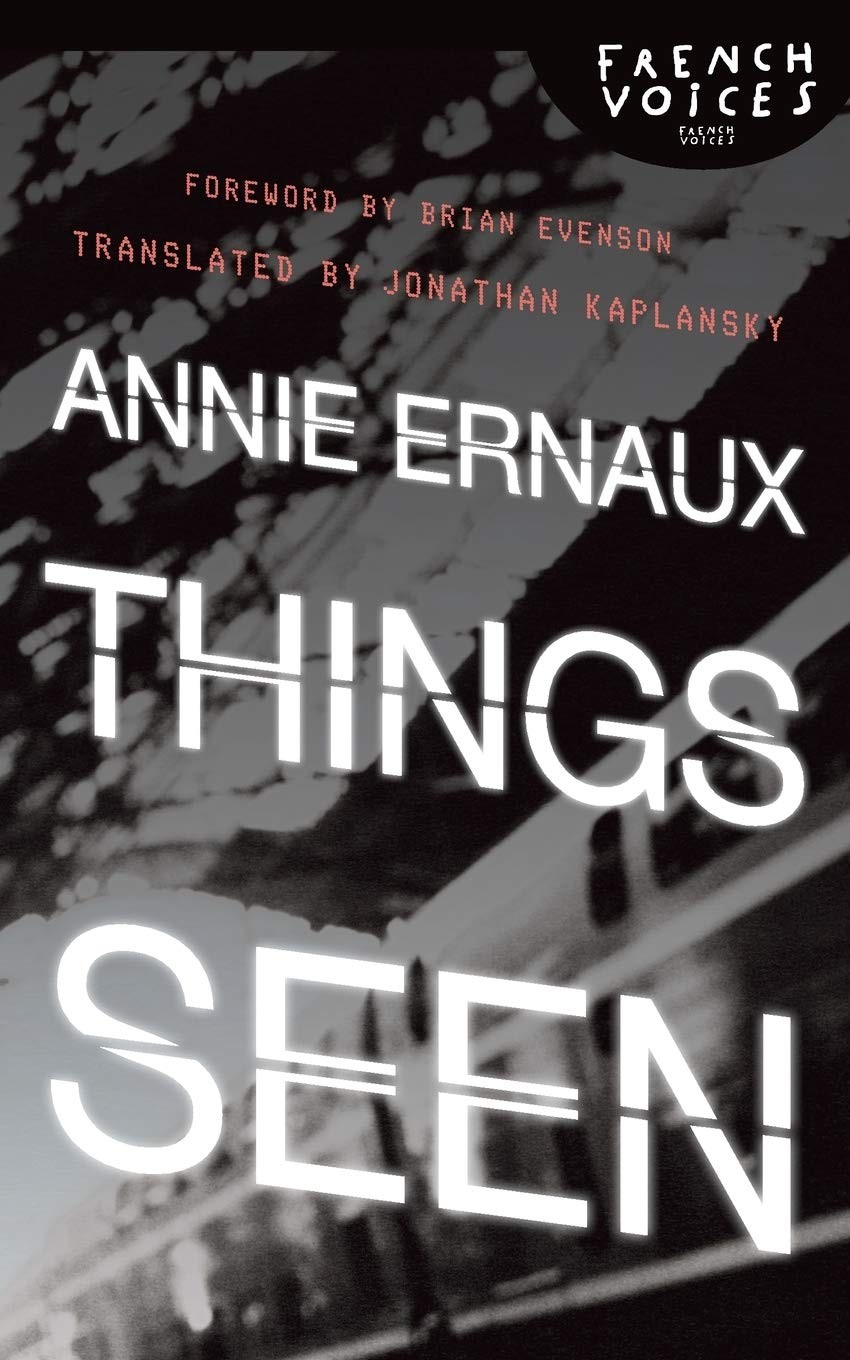 FRENCH
VOiCES
FRENCH
VOICES
FOREWORD BY BRIAN EVENSON
TRANSLATED BY JONATHAN KAPLANSKY
ANNIE ERNAUX
THINGS
SEEN